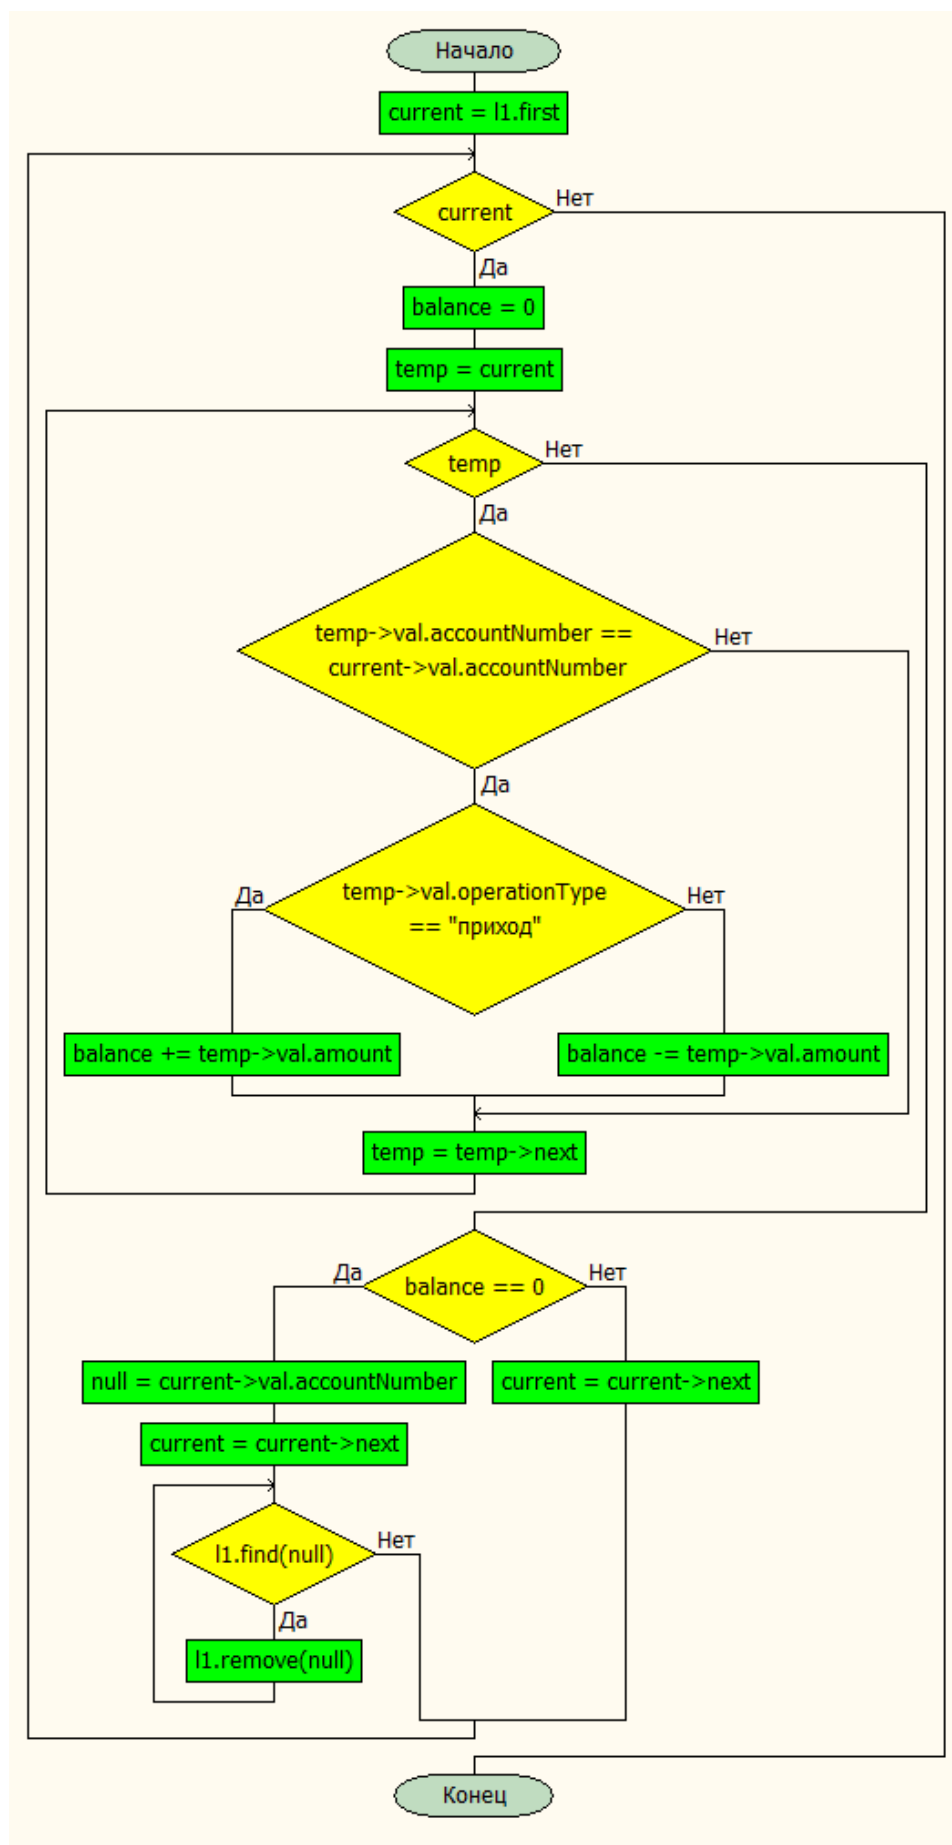 Начало
current = l1.first
current
Нет
Да
balance = 0
temp = current
temp
Нет
Да
temp->val.accountNumber ==
current->val.accountNumber
Нет
Да
temp->val.operationType
== "приход"
Да
Нет
balance += temp->val.amount
balance -= temp->val.amount
temp = temp->next
balance == 0
Да
Нет
null = current->val.accountNumber
current = current->next
current = current->next
l1.find(null)
Нет
Да
l1.remove(null)
Конец